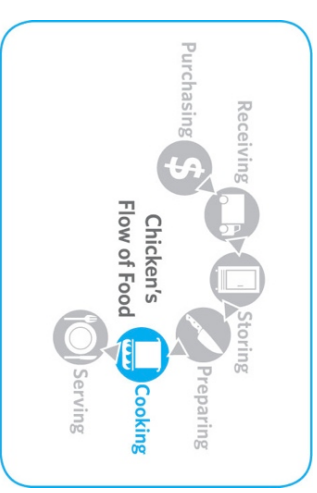 Purchasing
$
Receiving
Storing
Preparing
Chicken's
Flow of Food
Cooking
Serving